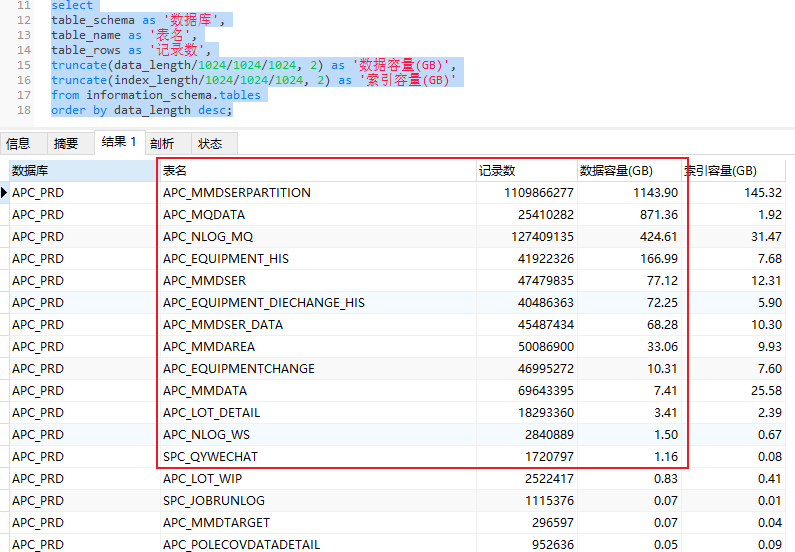 11 select
12 table_schema as '数据库',
13 table_name as '表名',
14 table_rows as '记录数',
15 truncate(data_length/1024/1024/1024, 2) as '数据容量(GB)',
16 truncate(index_length/1024/1024/1024, 2) as '索引容量(GB)'
17 from information_schema.tables
18 order by data_length desc;
信息 摘要 结果 1 剖析 状态
数据库 表名 记录数 数据容量(GB) 索引容量(GB)
APC_PRD APC_MMDSERPARTITION 1109866277 1143.90 145.32
APC_PRD APC_MQDATA 25410282 871.36 1.92
APC_PRD APC_NLOG_MQ 127409135 424.61 31.47
APC_PRD APC_EQUIPMENT_HIS 41922326 166.99 7.68
APC_PRD APC_MMDSER 47479835 77.12 12.31
APC_PRD APC_EQUIPMENT_DIECHANGE_HIS 40486363 72.25 5.90
APC_PRD APC_MMDSER_DATA 45487434 68.28 10.30
APC_PRD APC_MMDAREA 50086900 33.06 9.93
APC_PRD APC_EQUIPMENTCHANGE 46995272 10.31 7.60
APC_PRD APC_MMDATA 69643395 7.41 25.58
APC_PRD APC_LOT_DETAIL 18293360 3.41 2.39
APC_PRD APC_NLOG_WS 2840889 1.50 0.67
APC_PRD SPC_QYWECHAT 1720797 1.16 0.08
APC_PRD APC_LOT_WIP 2522417 0.83 0.41
APC_PRD SPC_JOBRUNLOG 1115376 0.07 0.01
APC_PRD APC_MMDTARGET 296597 0.07 0.04
APC_PRD APC_POLECOVDATADETAIL 952636 0.05 0.09